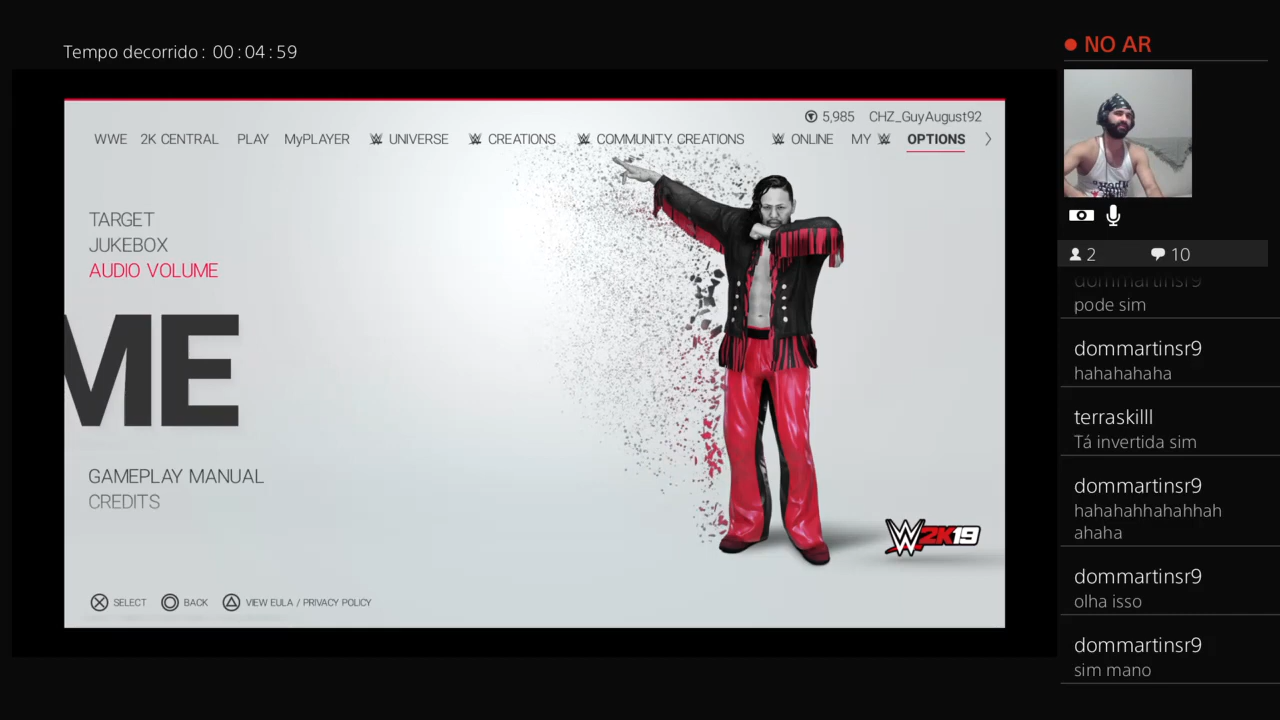 Tempo decorrido: 00:04:59
NO AR
5,985 CHZ_GuyAugust92
WWE 2K CENTRAL PLAY MyPLAYER UNIVERSE CREATIONS COMMUNITY CREATIONS ONLINE MY OPTIONS
TARGET
JUKEBOX
AUDIO VOLUME
ME
GAMEPLAY MANUAL
CREDITS
W2K19
SELECT BACK VIEW EULA / PRIVACY POLICY
2 10
dommartinsr9
pode sim
dommartinsr9
hahahahaha
terraskilll
Tá invertida sim
dommartinsr9
hahahahhahahhah
ahaha
dommartinsr9
olha isso
dommartinsr9
sim mano